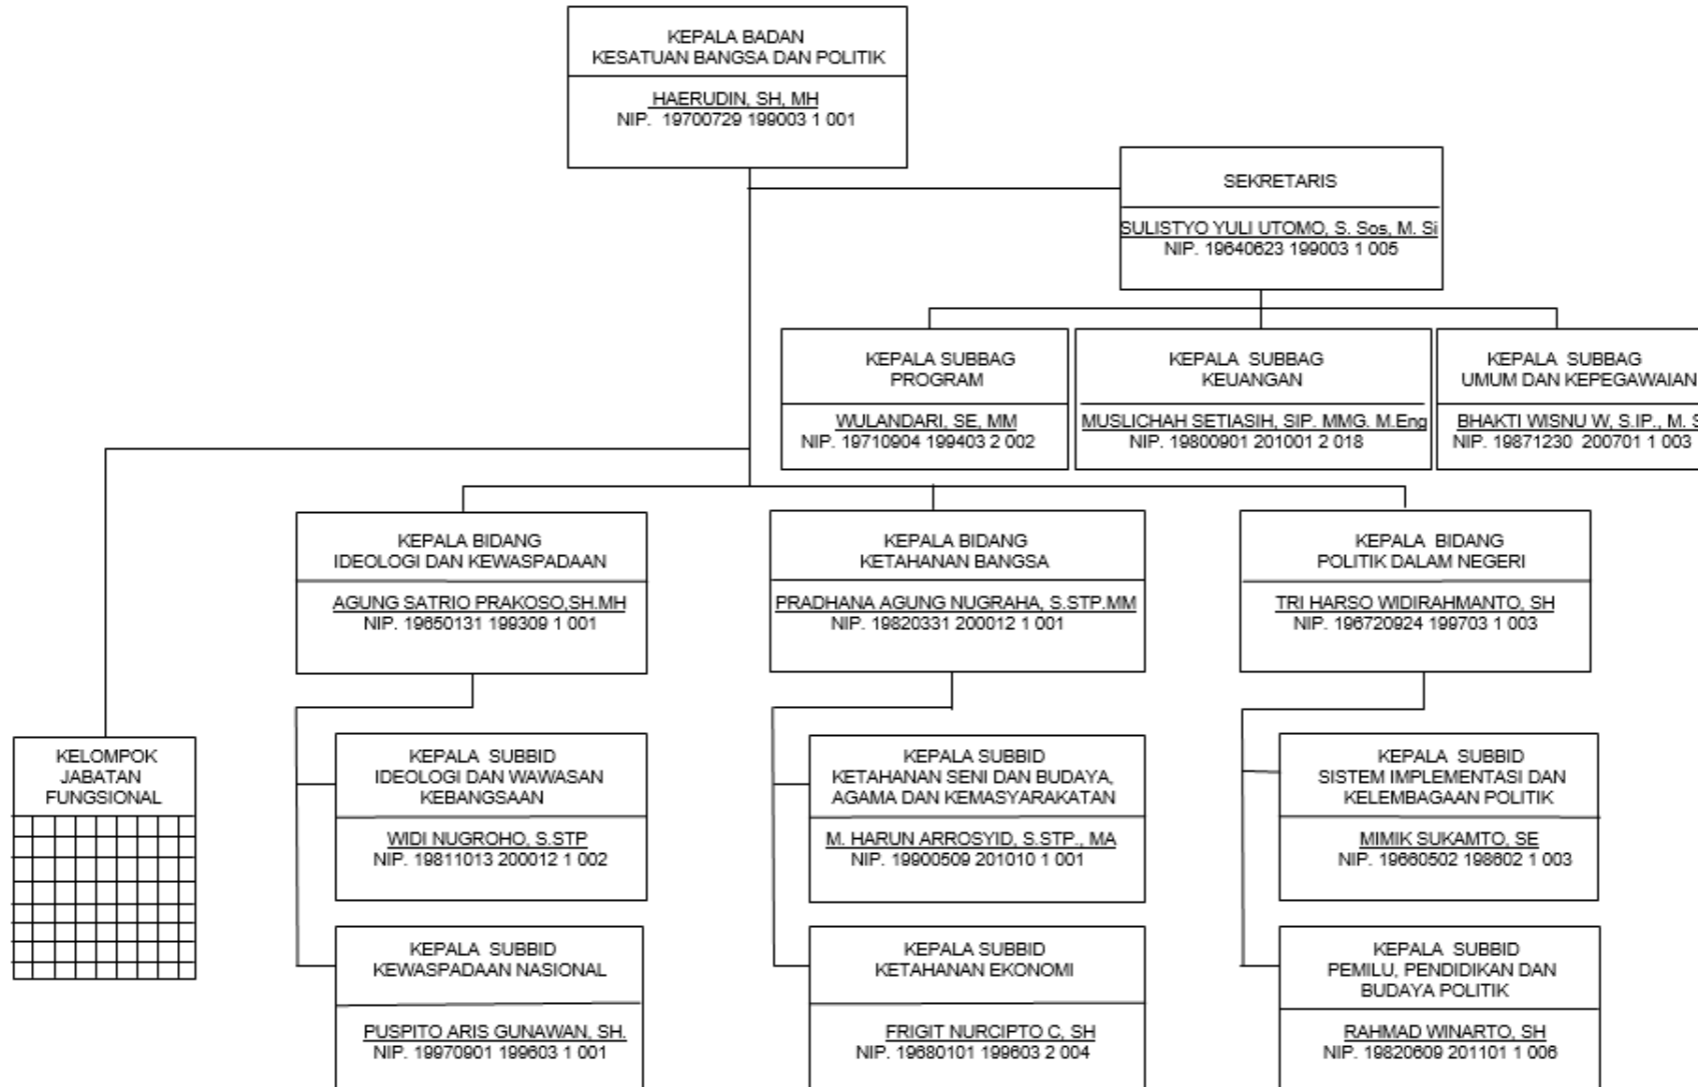 KEPALA BADAN
KESATUAN BANGSA DAN POLITIK
HAERUDIN, SH, MH
NIP. 19700729 199003 1 001
SEKRETARIS
SULISTYO YULI UTOMO, S. Sos, M. Si
NIP. 19640623 199003 1 005
KEPALA SUBBAG
PROGRAM
WULANDARI, SE, MM
NIP. 19710904 199403 2 002
KEPALA SUBBAG
KEUANGAN
MUSLICHAH SETIASIH, SIP. MMG. M.Eng
NIP. 19800901 201001 2 018
KEPALA SUBBAG
UMUM DAN KEPEGAWAIAN
BHAKTI WISNU W, S.IP., M. S
NIP. 19871230 200701 1 003
KEPALA BIDANG
IDEOLOGI DAN KEWASPADAAN
AGUNG SATRIO PRAKOSO,SH.MH
NIP. 19650131 199309 1 001
KEPALA BIDANG
KETAHANAN BANGSA
PRADHANA AGUNG NUGRAHA, S.STP.MM
NIP. 19820331 200012 1 001
KEPALA BIDANG
POLITIK DALAM NEGERI
TRI HARSO WIDIRAHMANTO, SH
NIP. 196720924 199703 1 003
KELOMPOK
JABATAN
FUNGSIONAL
KEPALA SUBBID
IDEOLOGI DAN WAWASAN
KEBANGSAAN
WIDI NUGROHO, S.STP
NIP. 19811013 200012 1 002
KEPALA SUBBID
KETAHANAN SENI DAN BUDAYA,
AGAMA DAN KEMASYARAKATAN
M. HARUN ARROSYID, S.STP., MA
NIP. 19900509 201010 1 001
KEPALA SUBBID
SISTEM IMPLEMENTASI DAN
KELEMBAGAAN POLITIK
MIMIK SUKAMTO, SE
NIP. 19660502 198602 1 003
KEPALA SUBBID
KEWASPADAAN NASIONAL
PUSPITO ARIS GUNAWAN, SH.
NIP. 19970901 199603 1 001
KEPALA SUBBID
KETAHANAN EKONOMI
FRIGIT NURCIPTO C, SH
NIP. 19680101 199603 2 004
KEPALA SUBBID
PEMILU, PENDIDIKAN DAN
BUDAYA POLITIK
RAHMAD WINARTO, SH
NIP. 19820609 201101 1 006